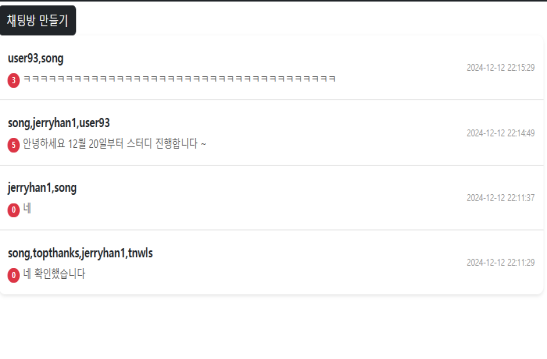 채팅방 만들기
user93,song
2024-12-12 22:15:29
3 ㅋㅋㅋㅋㅋㅋㅋㅋㅋㅋㅋㅋㅋㅋㅋㅋㅋㅋㅋㅋㅋㅋㅋㅋㅋㅋㅋㅋㅋㅋㅋㅋㅋㅋㅋㅋㅋ
song,jerryhan1,user93
2024-12-12 22:14:49
5 안녕하세요 12월 20일부터 스터디 진행합니다 ~
jerryhan1,song
2024-12-12 22:11:37
0 네
song,topthanks,jerryhan1,tnwls
2024-12-12 22:11:29
0 네 확인했습니다